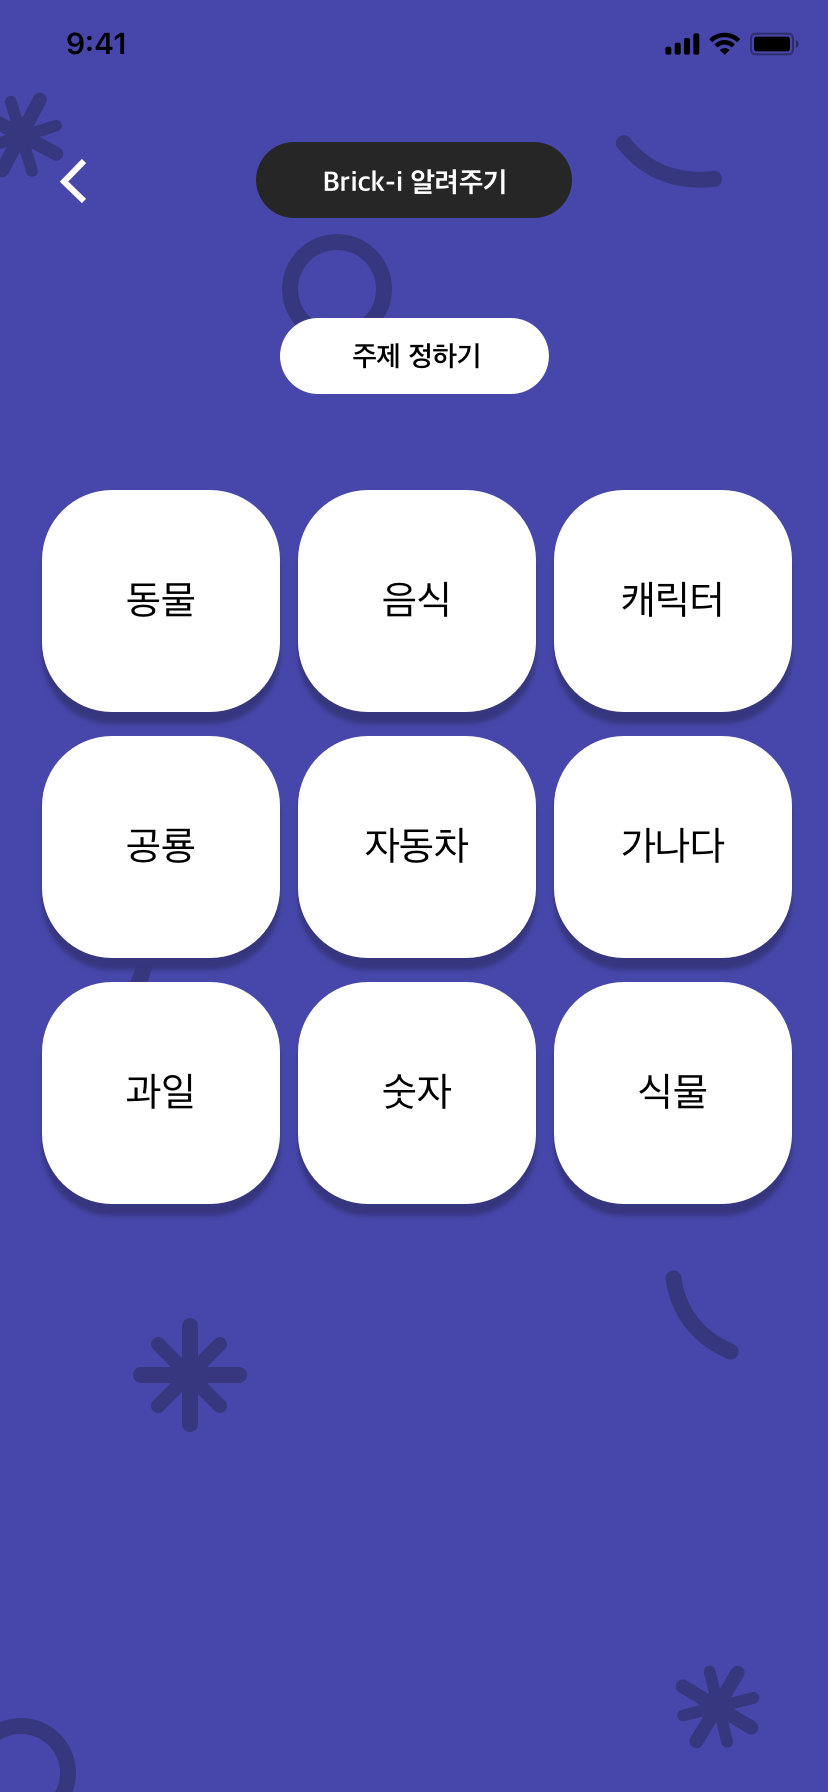 9:41
Brick-i 알려주기
주제 정하기
동물 음식 캐릭터
공룡 자동차 가나다
과일 숫자 식물